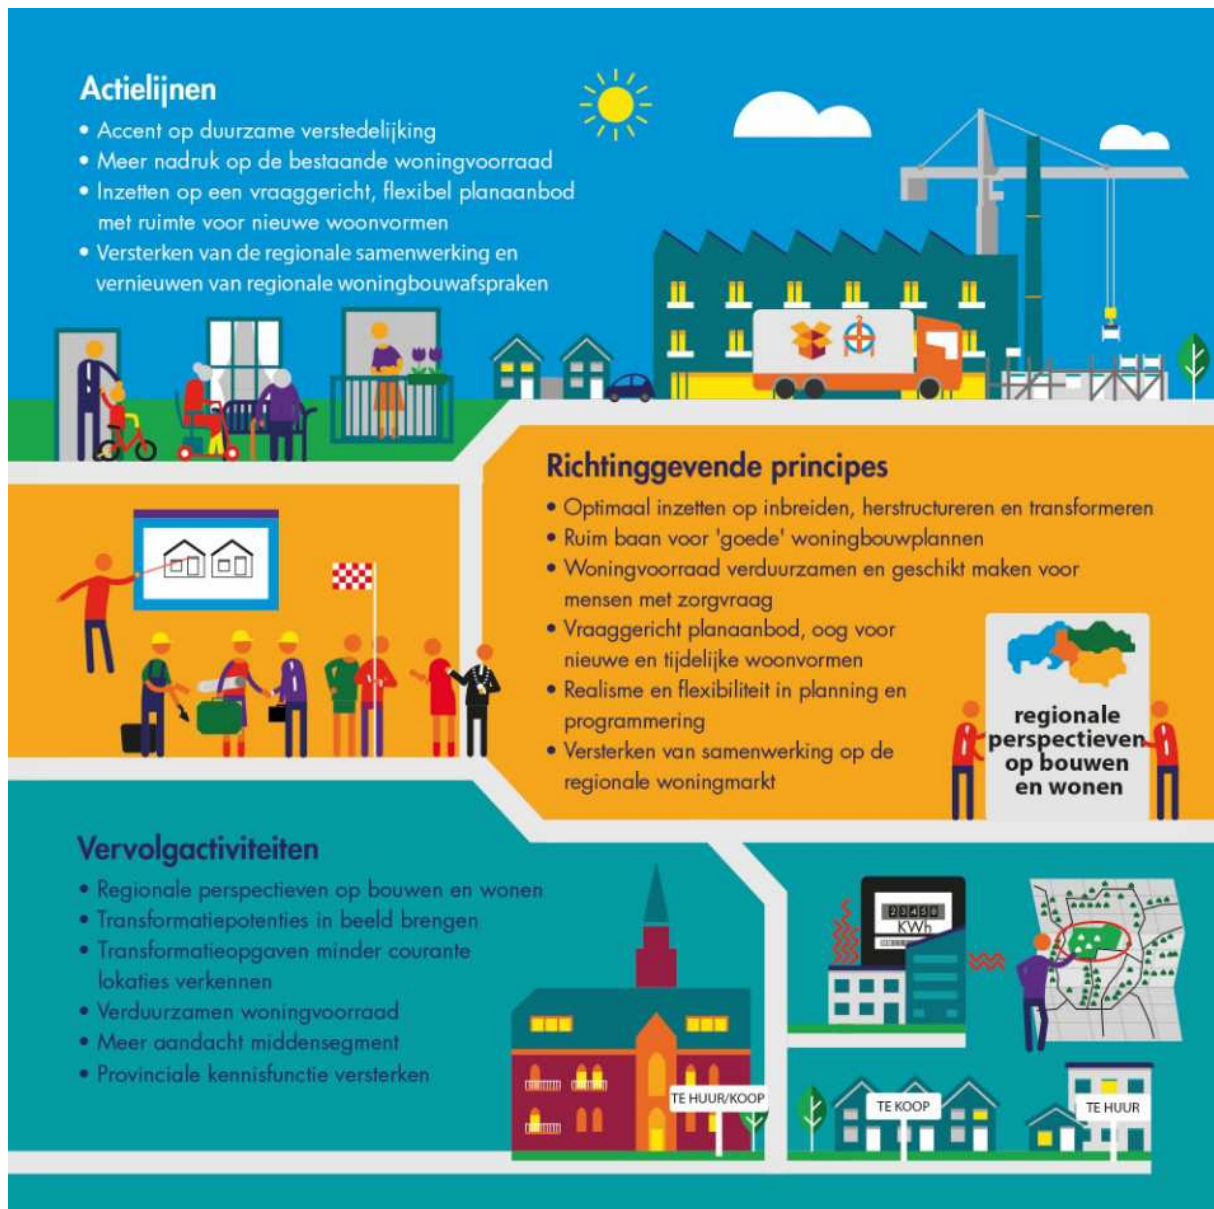 Actielijnen
• Accent op duurzame verstedelijking
• Meer nadruk op de bestaande woningvoorraad
• Inzetten op een vraaggericht, flexibel planaanbod
met ruimte voor nieuwe woonvormen
• Versterken van de regionale samenwerking en
vernieuwen van regionale woningbouwafspraken
Richtinggevende principes
• Optimaal inzetten op inbreiden, herstructureren en transformeren
• Ruim baan voor 'goede' woningbouwplannen
• Woningvoorraad verduurzamen en geschikt maken voor
mensen met zorgvraag
• Vraaggericht planaanbod, oog voor
nieuwe en tijdelijke woonvormen
• Realisme en flexibiliteit in planning en
programmering
• Versterken van samenwerking op de
regionale woningmarkt
regionale
perspectieven
op bouwen
en wonen
Vervolgactiviteiten
• Regionale perspectieven op bouwen en wonen
• Transformatiepotenties in beeld brengen
• Transformatieopgaven minder courante
lokaties verkennen
• Verduurzamen woningvoorraad
• Meer aandacht middensegment
• Provinciale kennisfunctie versterken
23456
KWh
TE HUUR/KOOP
TE KOOP
TE HUUR